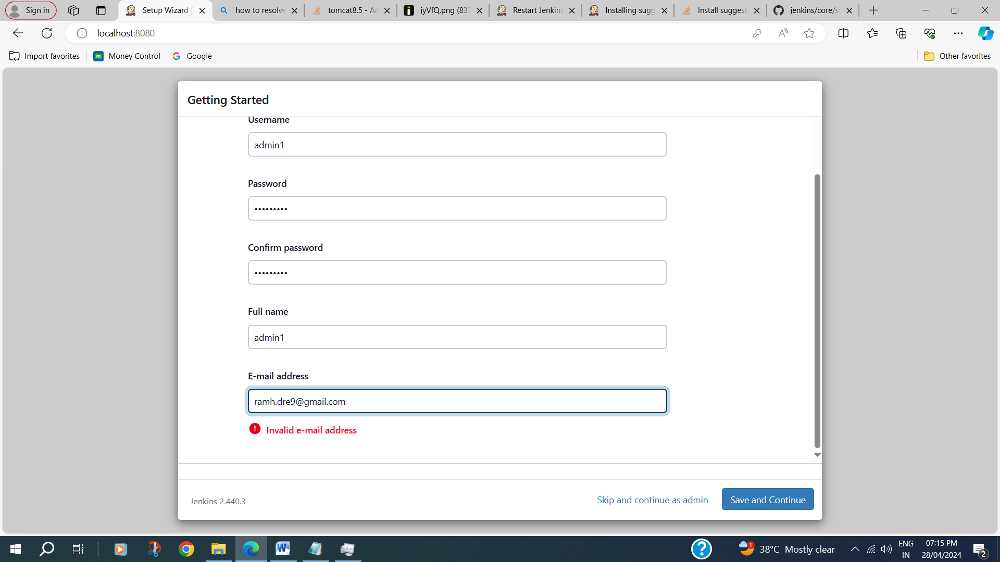 Sign in
Setup Wizard [
how to resolve
tomcat8.5 - Ar
jyVfQ.png (837
Restart Jenkins
Installing sugg
Install suggest
jenkins/core/sr
localhost:8080
Import favorites
Money Control
Google
Other favorites
Getting Started
Username
admin1
Password
•••••••••
Confirm password
•••••••••
Full name
admin1
E-mail address
ramh.dre9@gmail.com
Invalid e-mail address
Jenkins 2.440.3
Skip and continue as admin
Save and Continue
38°C Mostly clear
ENG
IN
07:15 PM
28/04/2024
1
2